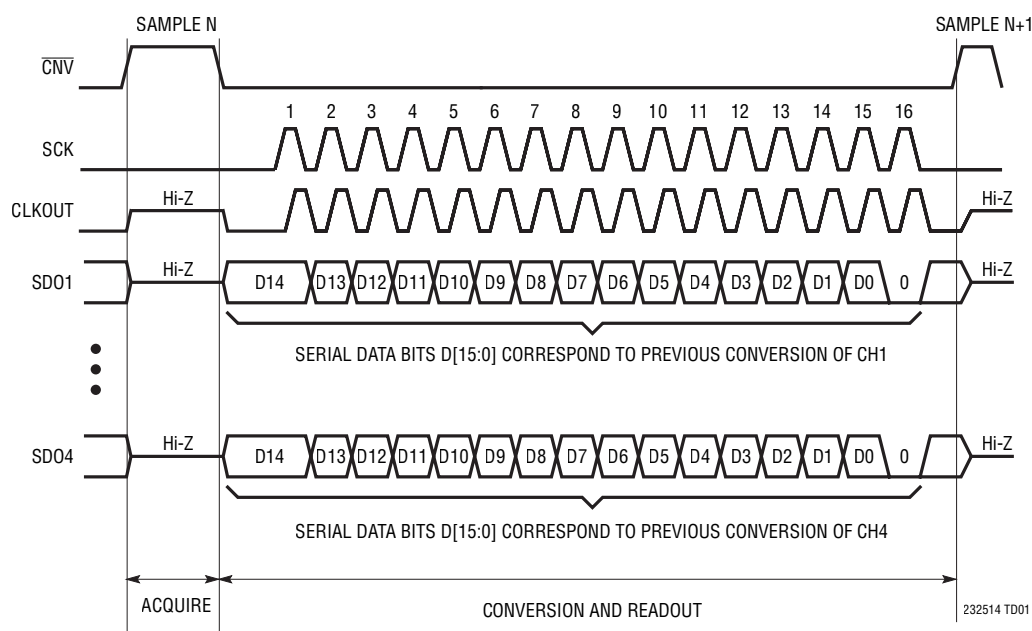 SAMPLE N SAMPLE N+1
CNV
1 2 3 4 5 6 7 8 9 10 11 12 13 14 15 16
SCK
Hi-Z Hi-Z
CLKOUT
Hi-Z Hi-Z
SDO1 D14 D13 D12 D11 D10 D9 D8 D7 D6 D5 D4 D3 D2 D1 D0 0
SERIAL DATA BITS D[15:0] CORRESPOND TO PREVIOUS CONVERSION OF CH1
Hi-Z Hi-Z
SDO4 D14 D13 D12 D11 D10 D9 D8 D7 D6 D5 D4 D3 D2 D1 D0 0
SERIAL DATA BITS D[15:0] CORRESPOND TO PREVIOUS CONVERSION OF CH4
ACQUIRE CONVERSION AND READOUT 232514 TD01